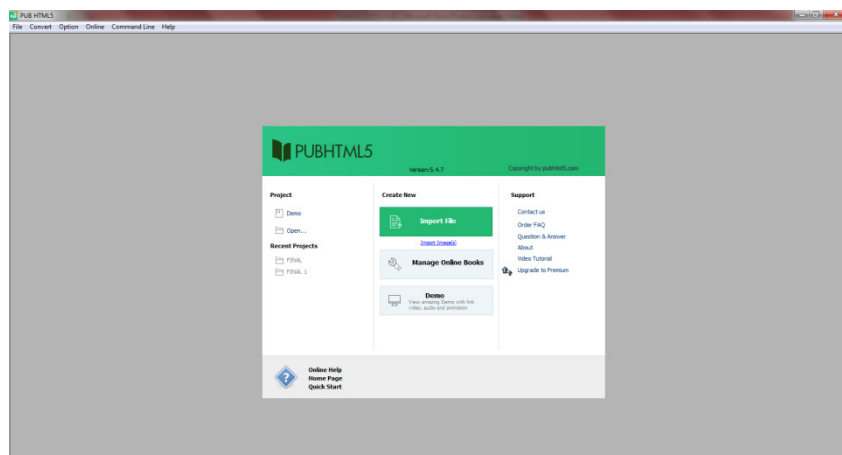 PUB HTML5
File Convert Option Online Command Line Help
PUBHTML5
Version:5.4.7
Copyright by pubhtml5.com
Project
Demo
Open...
Recent Projects
FINAL
FINAL 1
Create New
Import File
Import Image(s)
Manage Online Books
Demo
View amazing Demo with link
video, audio and animation
Support
Contact us
Order FAQ
Question & Answer
About
Video Tutorial
Upgrade to Premium
Online Help
Home Page
Quick Start